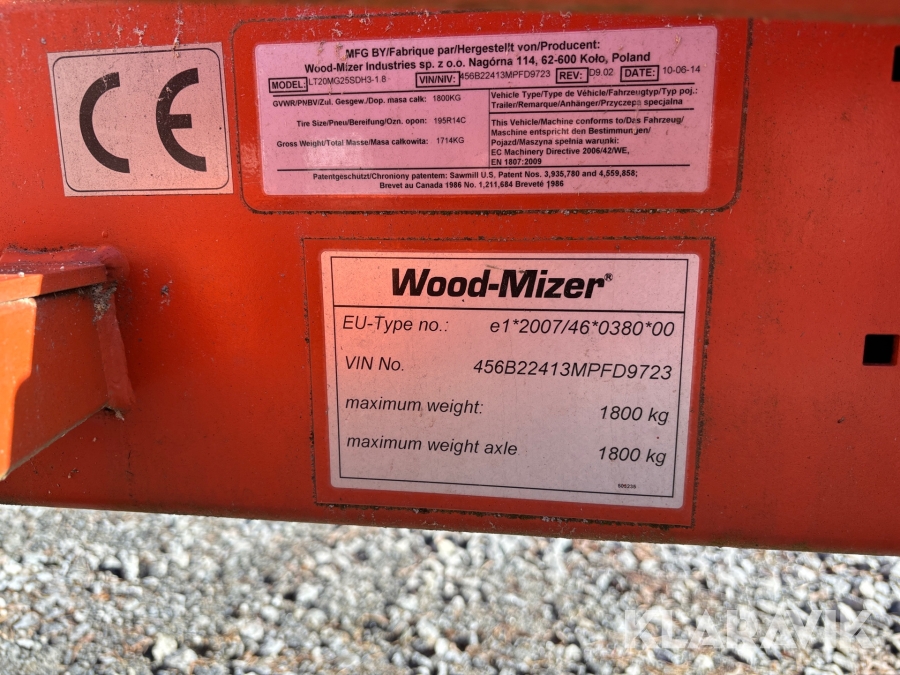 CE
MFG BY/Fabrique par/Hergestellt von/Producent:
Wood-Mizer Industries sp. z o.o. Nagórna 114, 62-600 Koło, Poland
MODEL: LT20MG25SDH3-1.8 VIN/NIV: 456B22413MPFD9723 REV: D9.02 DATE: 10-06-14
GVWR/PNBV/Zul. Gesgew./Dop. masa całk: 1800KG
Tire Size/Pneu/Bereifung/Ozn. opon: 195R14C
Gross Weight/Total Masse/Masa całkowita: 1714KG
Vehicle Type/Type de Véhicle/Fahrzeugtyp/Typ poj.:
Trailer/Remarque/Anhänger/Przyczepa specjalna
This Vehicle/Machine conforms to/Das Fahrzeug/
Maschine entspricht den Bestimmungen/
Pojazd/Maszyna spełnia warunki:
EC Machinery Directive 2006/42/WE,
EN 1807:2009
Patentgeschützt/Chroniony patentem: Sawmill U.S. Patent Nos. 3,935,780 and 4,559,858;
Brevet au Canada 1986 No. 1,211,684 Breveté 1986
Wood-Mizer®
EU-Type no.: e1*2007/46*0380*00
VIN No. 456B22413MPFD9723
maximum weight: 1800 kg
maximum weight axle 1800 kg
KLARAVIK